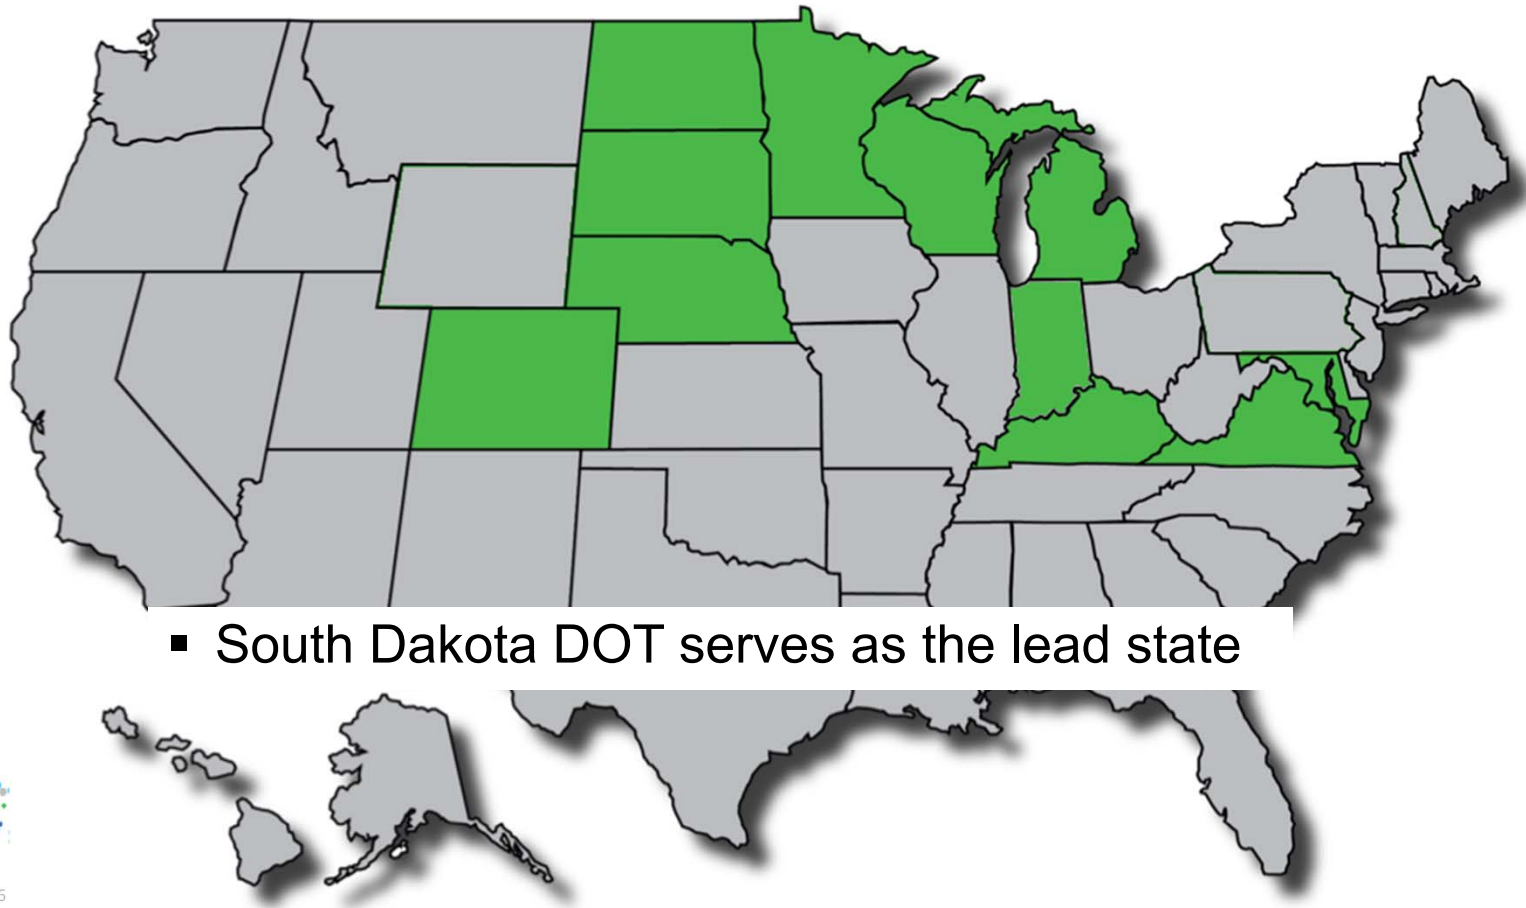 ▪ South Dakota DOT serves as the lead state